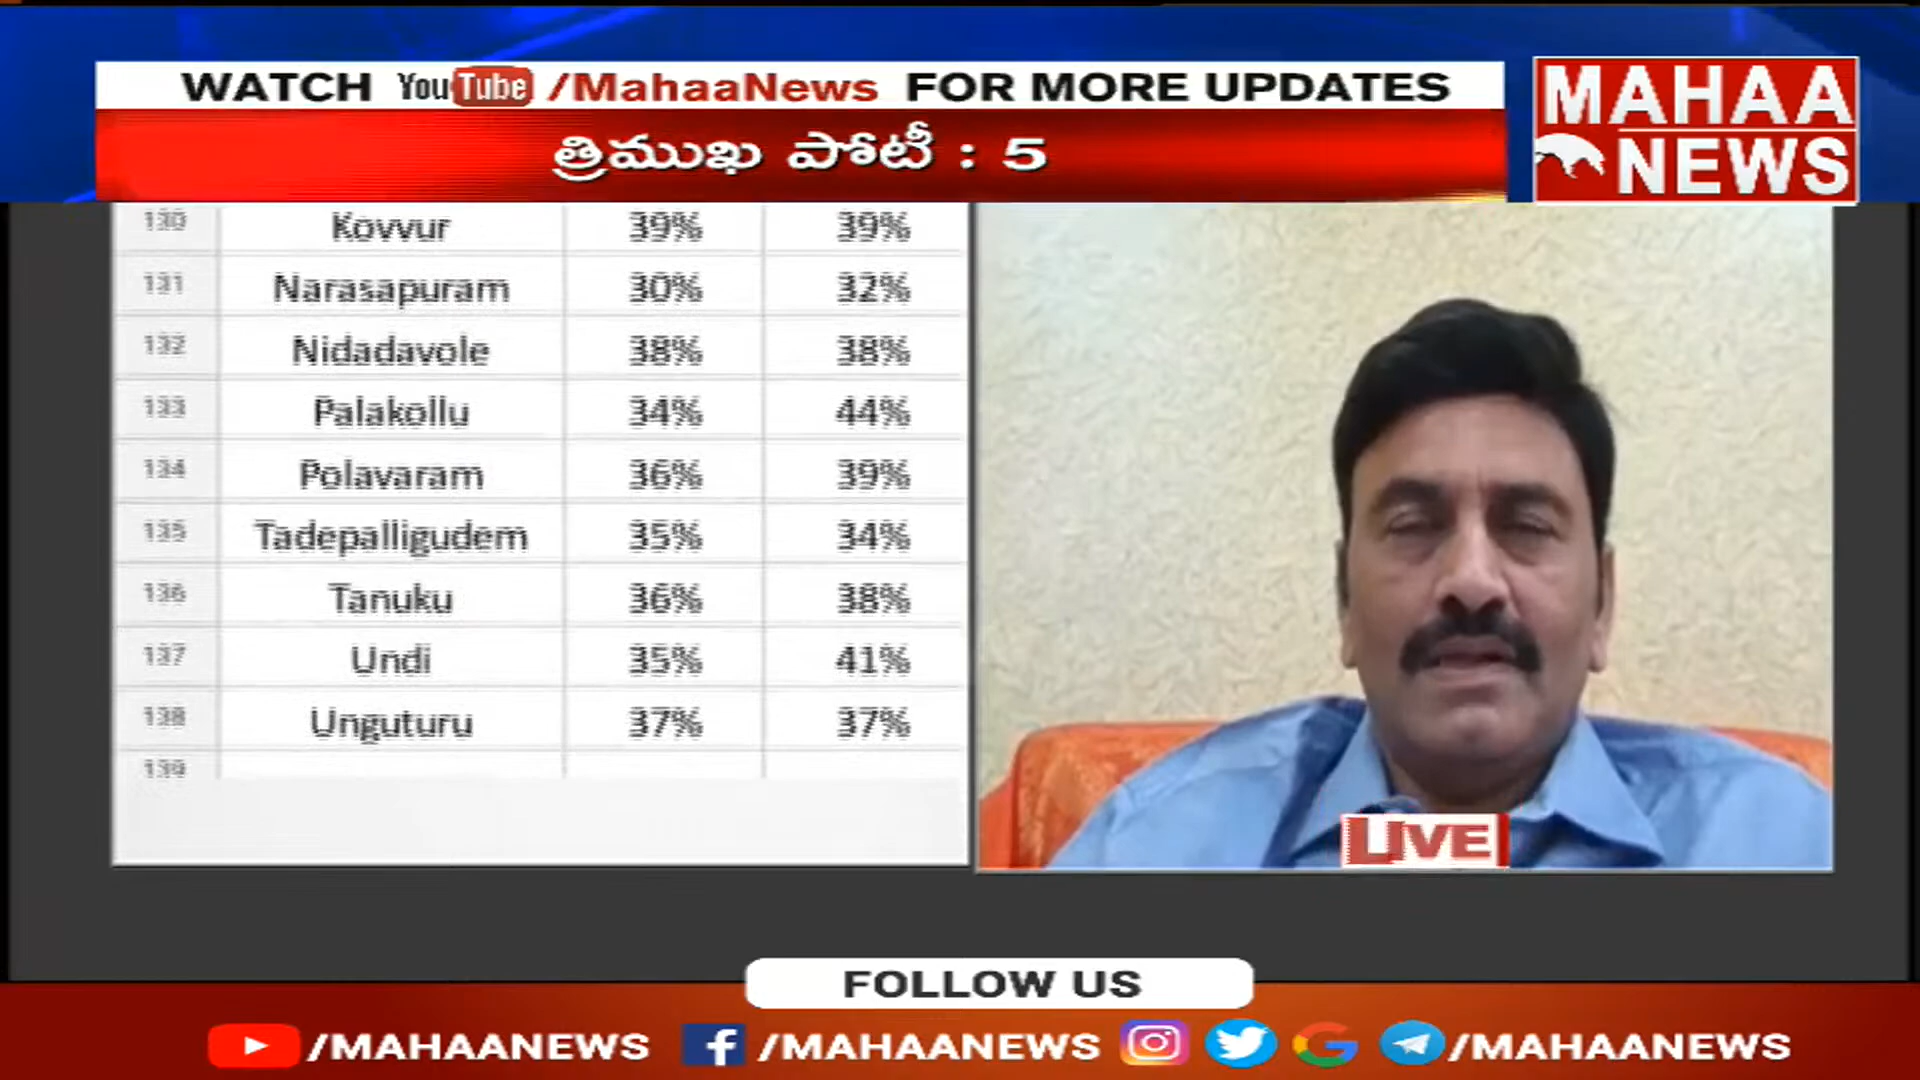 WATCH YouTube /MahaaNews FOR MORE UPDATES
MAHAA
NEWS
త్రిముఖ పోటీ : 5
130 Kovvur 39% 39%
131 Narasapuram 30% 32%
132 Nidadavole 38% 38%
133 Palakollu 34% 44%
134 Polavaram 36% 39%
135 Tadepalligudem 35% 34%
136 Tanuku 36% 38%
137 Undi 35% 41%
138 Unguturu 37% 37%
139
LIVE
FOLLOW US
/MAHAANEWS f /MAHAANEWS G /MAHAANEWS